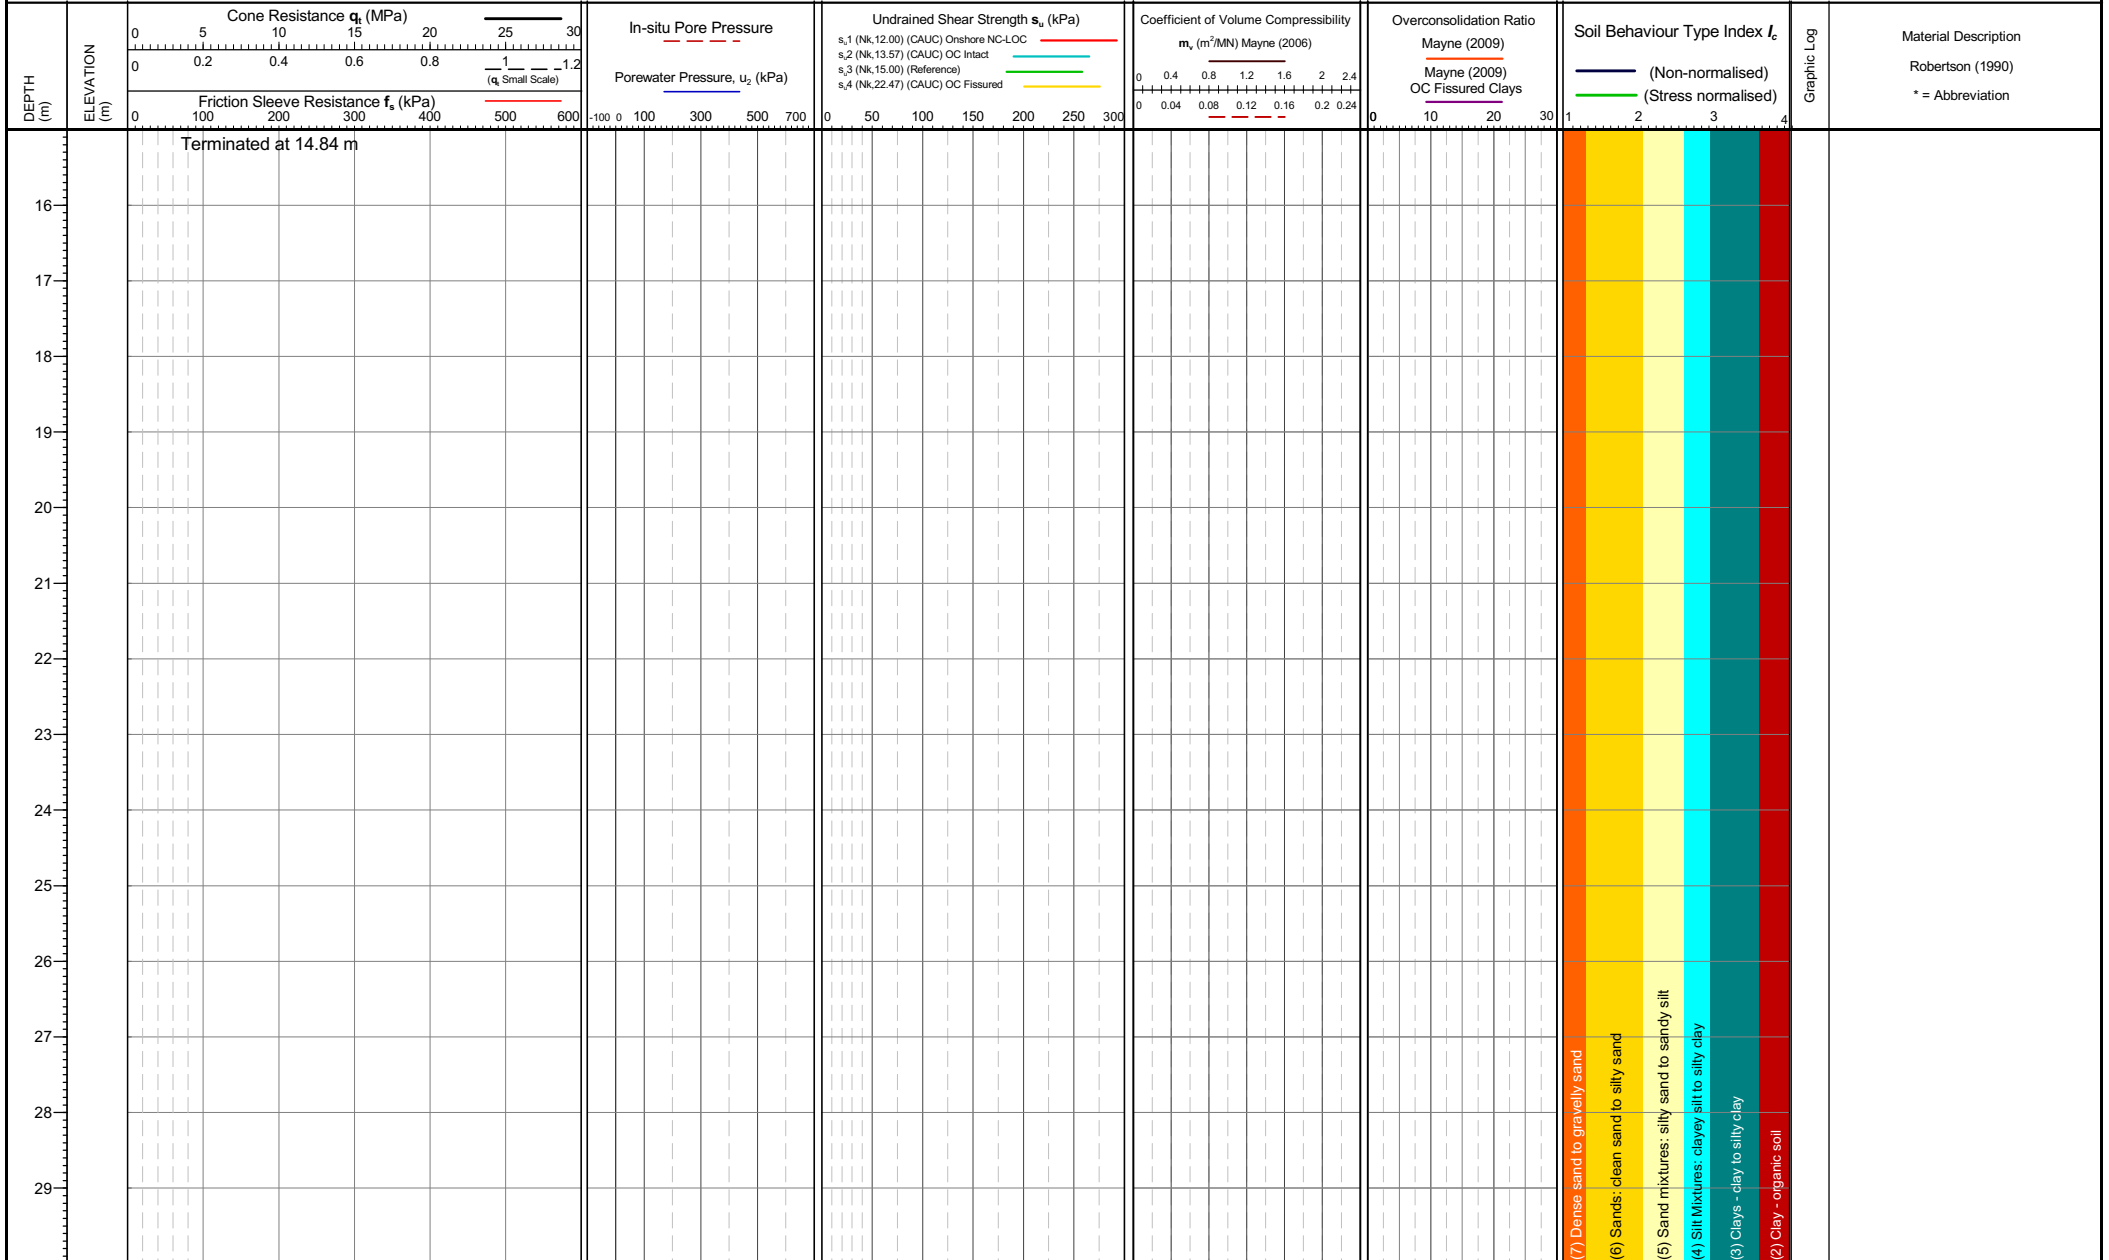 DEPTH
(m)
ELEVATION
(m)
Cone Resistance qt (MPa)
0 5 10 15 20 25 30
0 0.2 0.4 0.6 0.8 1 1.2
(qt Small Scale)
Friction Sleeve Resistance fs (kPa)
0 100 200 300 400 500 600
In-situ Pore Pressure
Porewater Pressure, u2 (kPa)
-100 0 100 300 500 700
Undrained Shear Strength su (kPa)
su1 (Nk,12.00) (CAUC) Onshore NC-LOC
su2 (Nk,13.57) (CAUC) OC Intact
su3 (Nk,15.00) (Reference)
su4 (Nk,22.47) (CAUC) OC Fissured
0 50 100 150 200 250 300
Coefficient of Volume Compressibility
mv (m2/MN) Mayne (2006)
0 0.4 0.8 1.2 1.6 2 2.4
0 0.04 0.08 0.12 0.16 0.2 0.24
Overconsolidation Ratio
Mayne (2009)
Mayne (2009)
OC Fissured Clays
0 10 20 30
Soil Behaviour Type Index Ic
(Non-normalised)
(Stress normalised)
1 2 3 4
Graphic Log
Material Description
Robertson (1990)
* = Abbreviation
Terminated at 14.84 m
16
17
18
19
20
21
22
23
24
25
26
27
28
29
(7) Dense sand to gravelly sand
(6) Sands: clean sand to silty sand
(5) Sand mixtures: silty sand to sandy silt
(4) Silt Mixtures: clayey silt to silty clay
(3) Clays - clay to silty clay
(2) Clay - organic soil